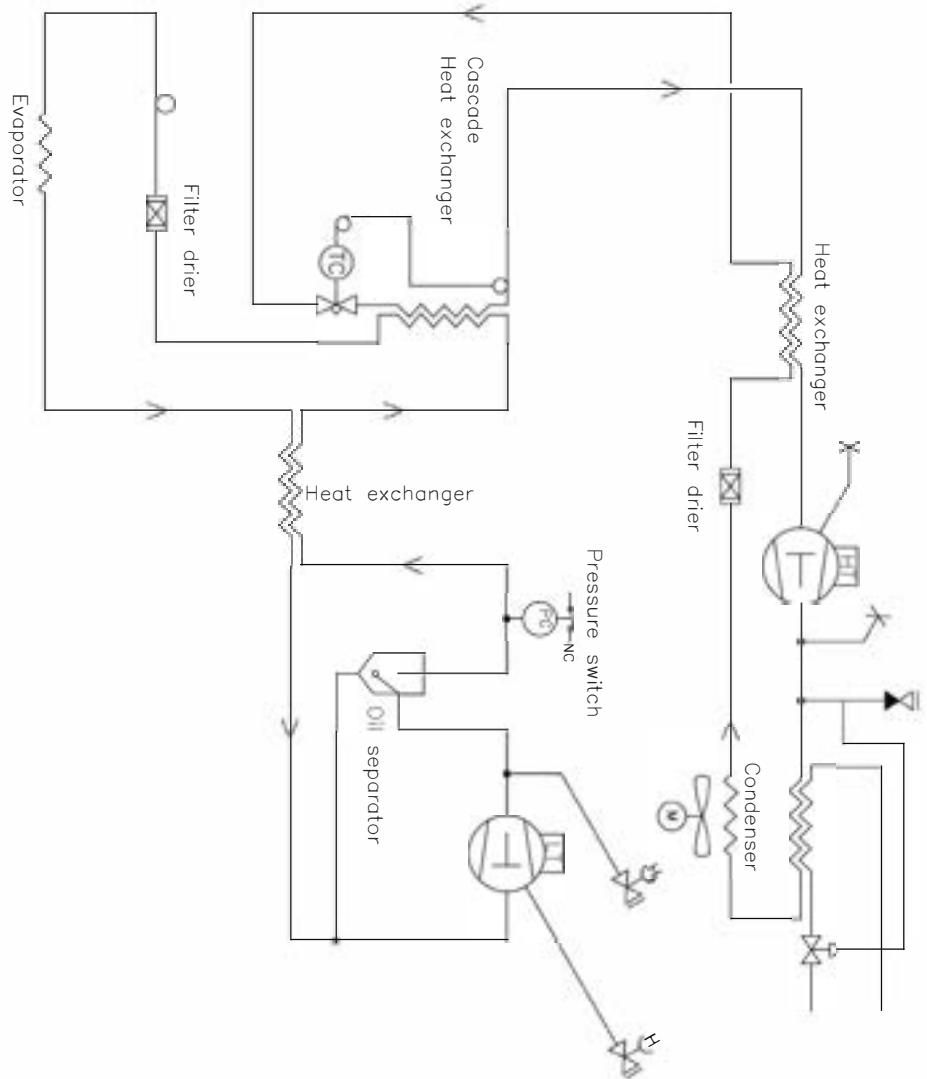 Cascade
Heat exchanger
Evaporator
Filter drier
TC
Heat exchanger
Filter drier
Heat exchanger
Pressure switch
PC
NC
Oil separator
Condenser
M
H